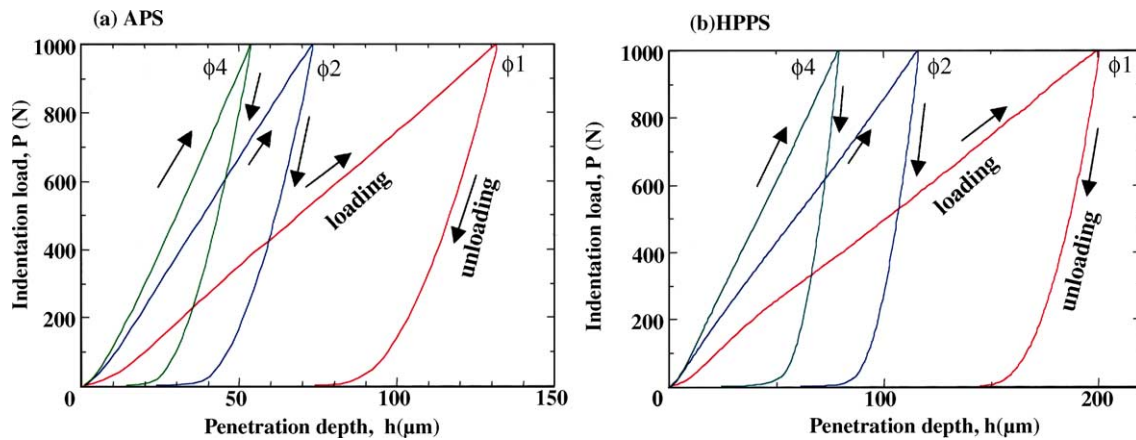 (a) APS
1000
800
600
400
200
0
0
50
100
150
Indentation load, P (N)
Penetration depth, h(μm)
ϕ4
ϕ2
ϕ1
loading
unloading
(b)HPPS
1000
800
600
400
200
0
0
100
200
Indentation load, P (N)
Penetration depth, h(μm)
ϕ4
ϕ2
ϕ1
loading
unloading